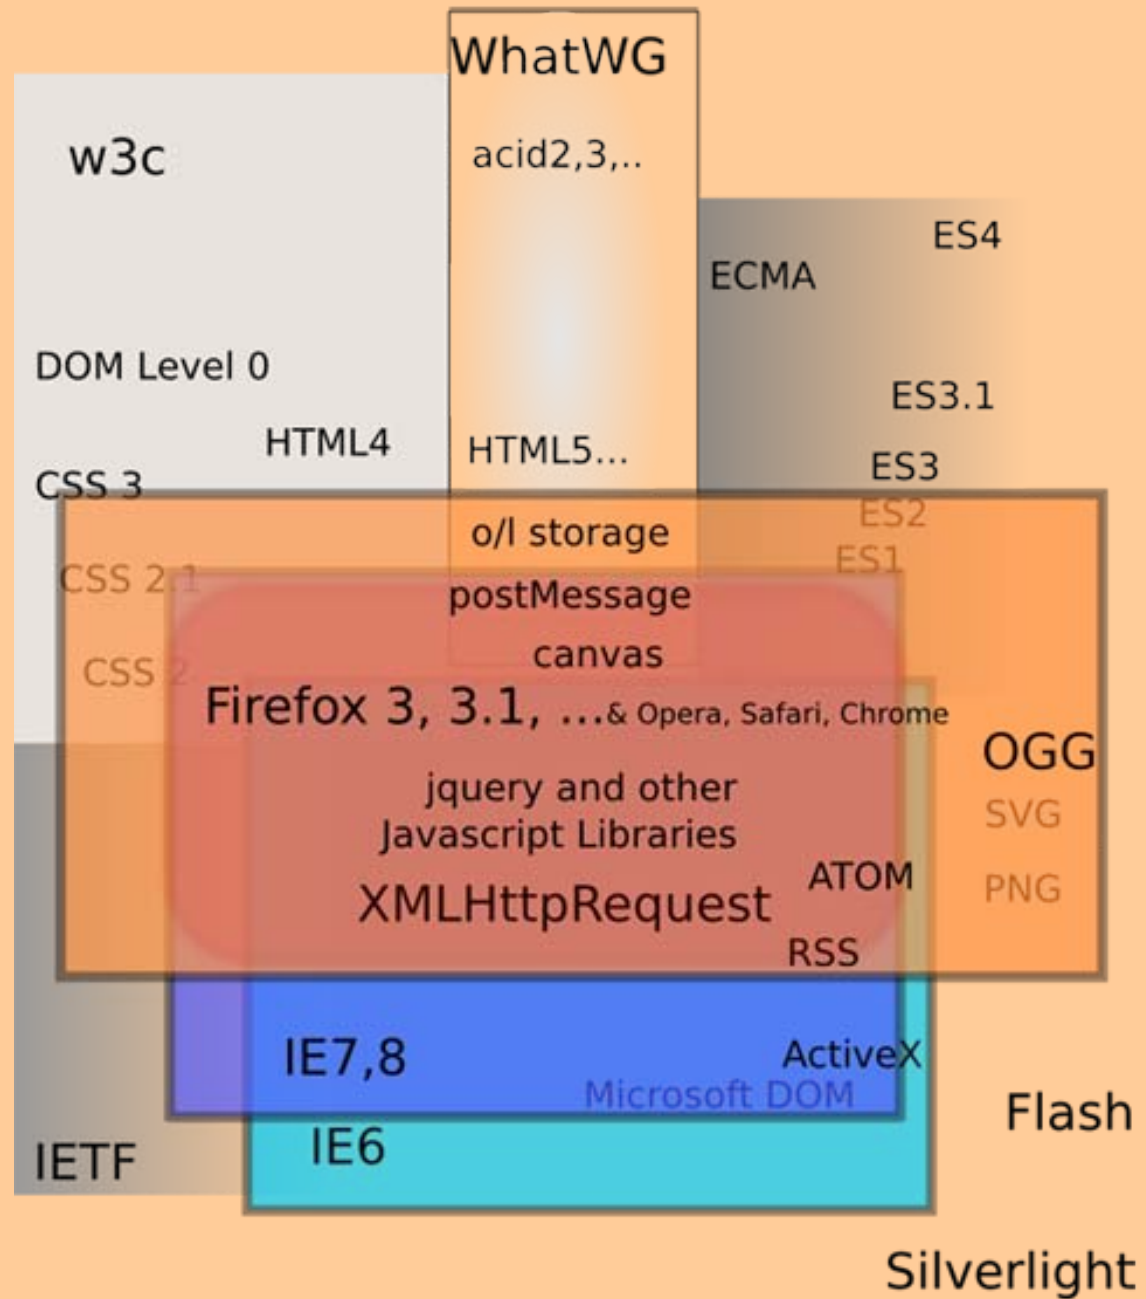 WhatWG
w3c
acid2,3,..
ES4
ECMA
DOM Level 0
ES3.1
HTML4
HTML5...
ES3
CSS 3
ES2
o/l storage
ES1
CSS 2.1
postMessage
canvas
CSS 2
Firefox 3, 3.1, ...& Opera, Safari, Chrome
OGG
jquery and other
SVG
Javascript Libraries
ATOM
PNG
XMLHttpRequest
RSS
IE7,8
ActiveX
Microsoft DOM
Flash
IE6
IETF
Silverlight